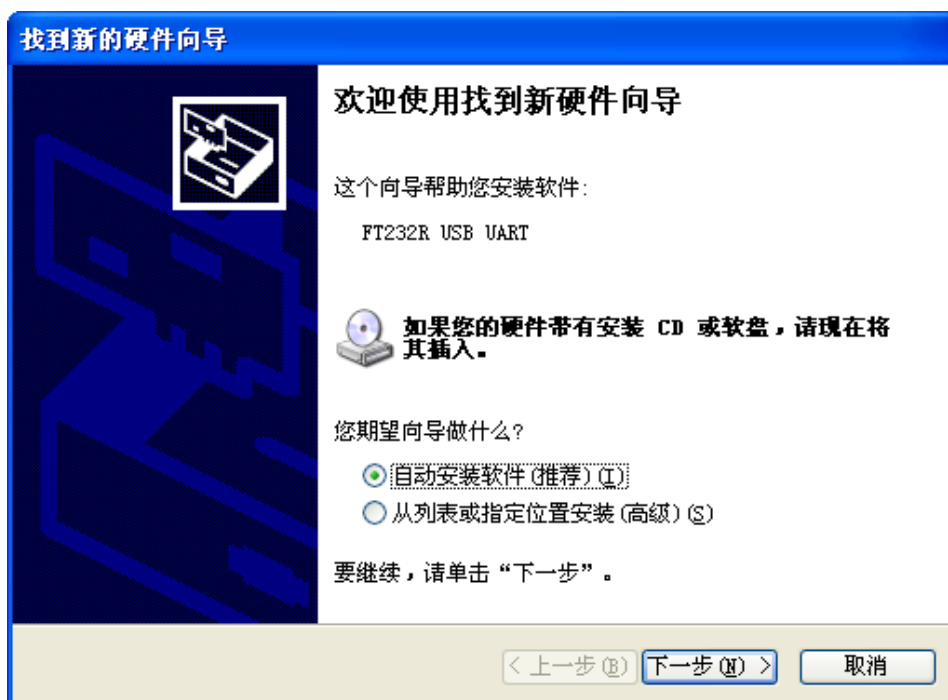 找到新的硬件向导
欢迎使用找到新硬件向导
这个向导帮助您安装软件:
FT232R USB UART
如果您的硬件带有安装 CD 或软盘，请现在将
其插入。
您期望向导做什么?
自动安装软件(推荐)(I)
从列表或指定位置安装(高级)(S)
要继续，请单击“下一步”。
< 上一步(B)
下一步(N) >
取消